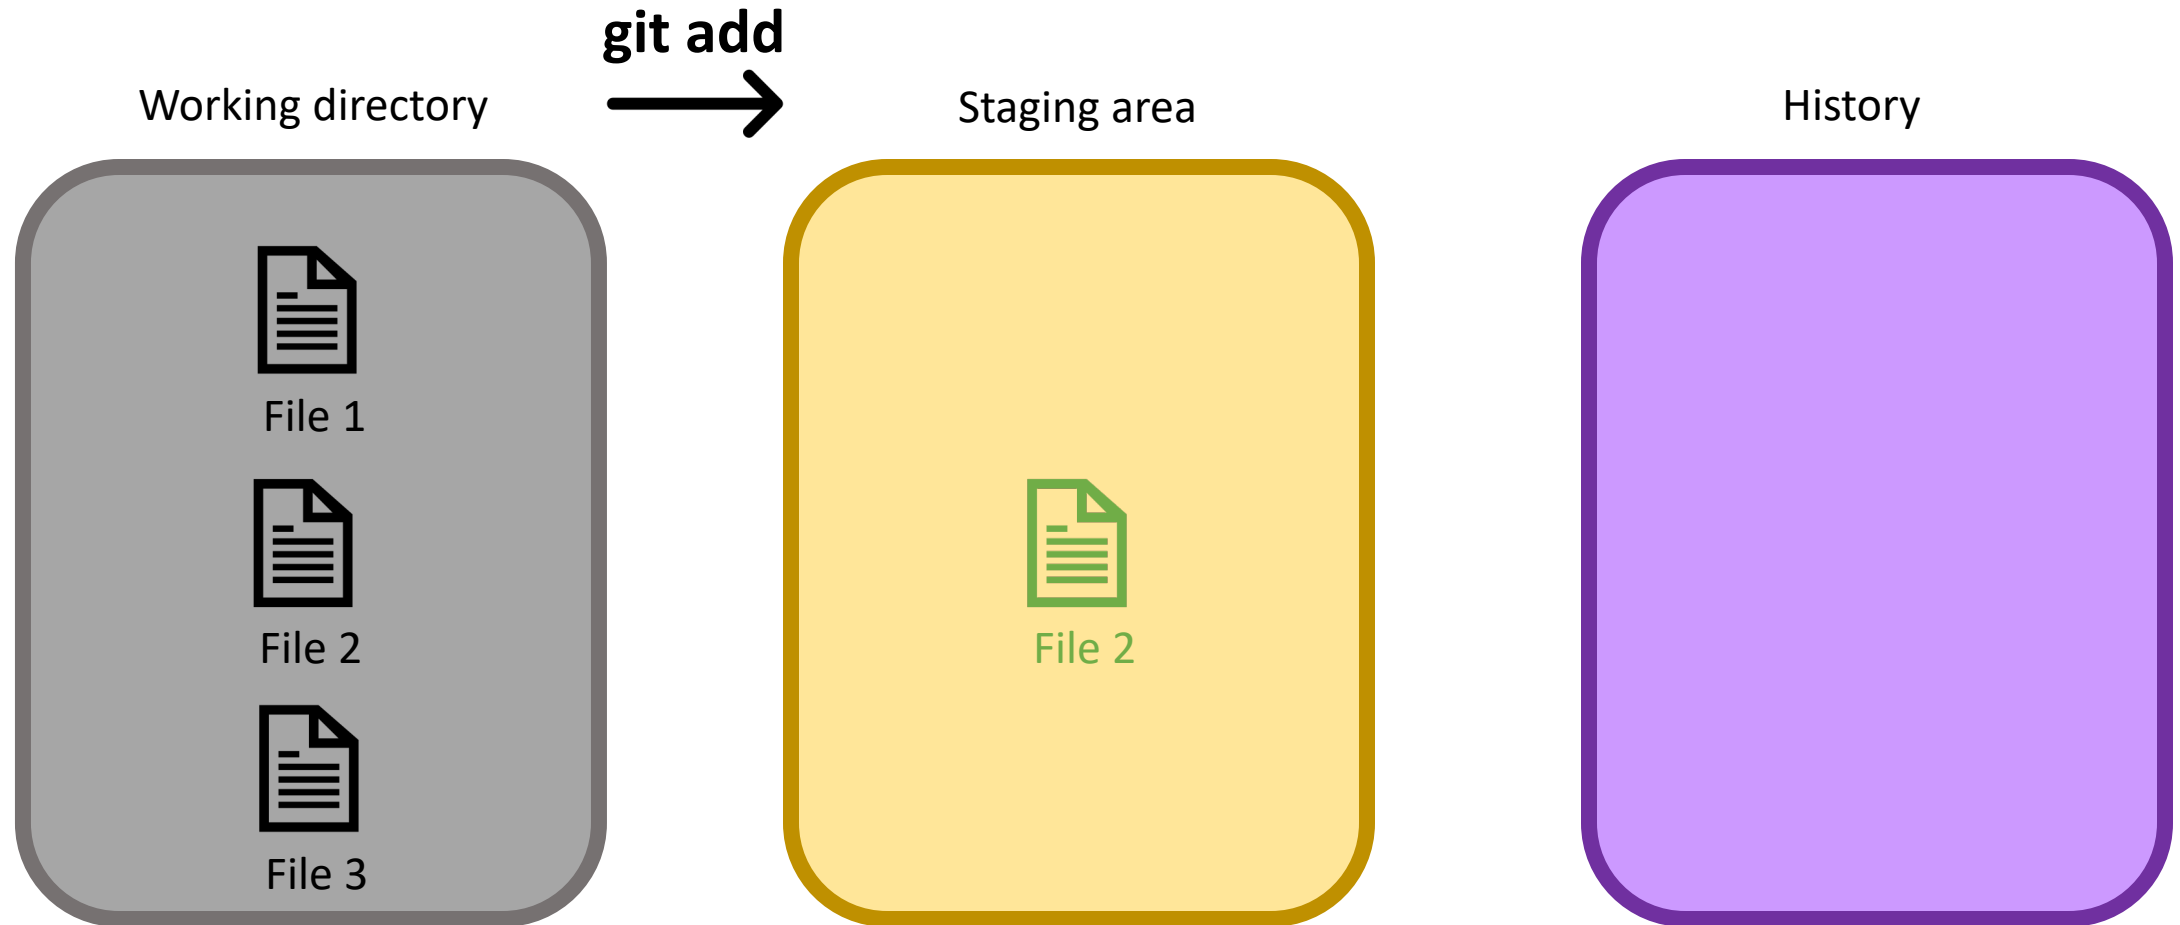 git add
Working directory
Staging area
History
File 1
File 2
File 2
File 3